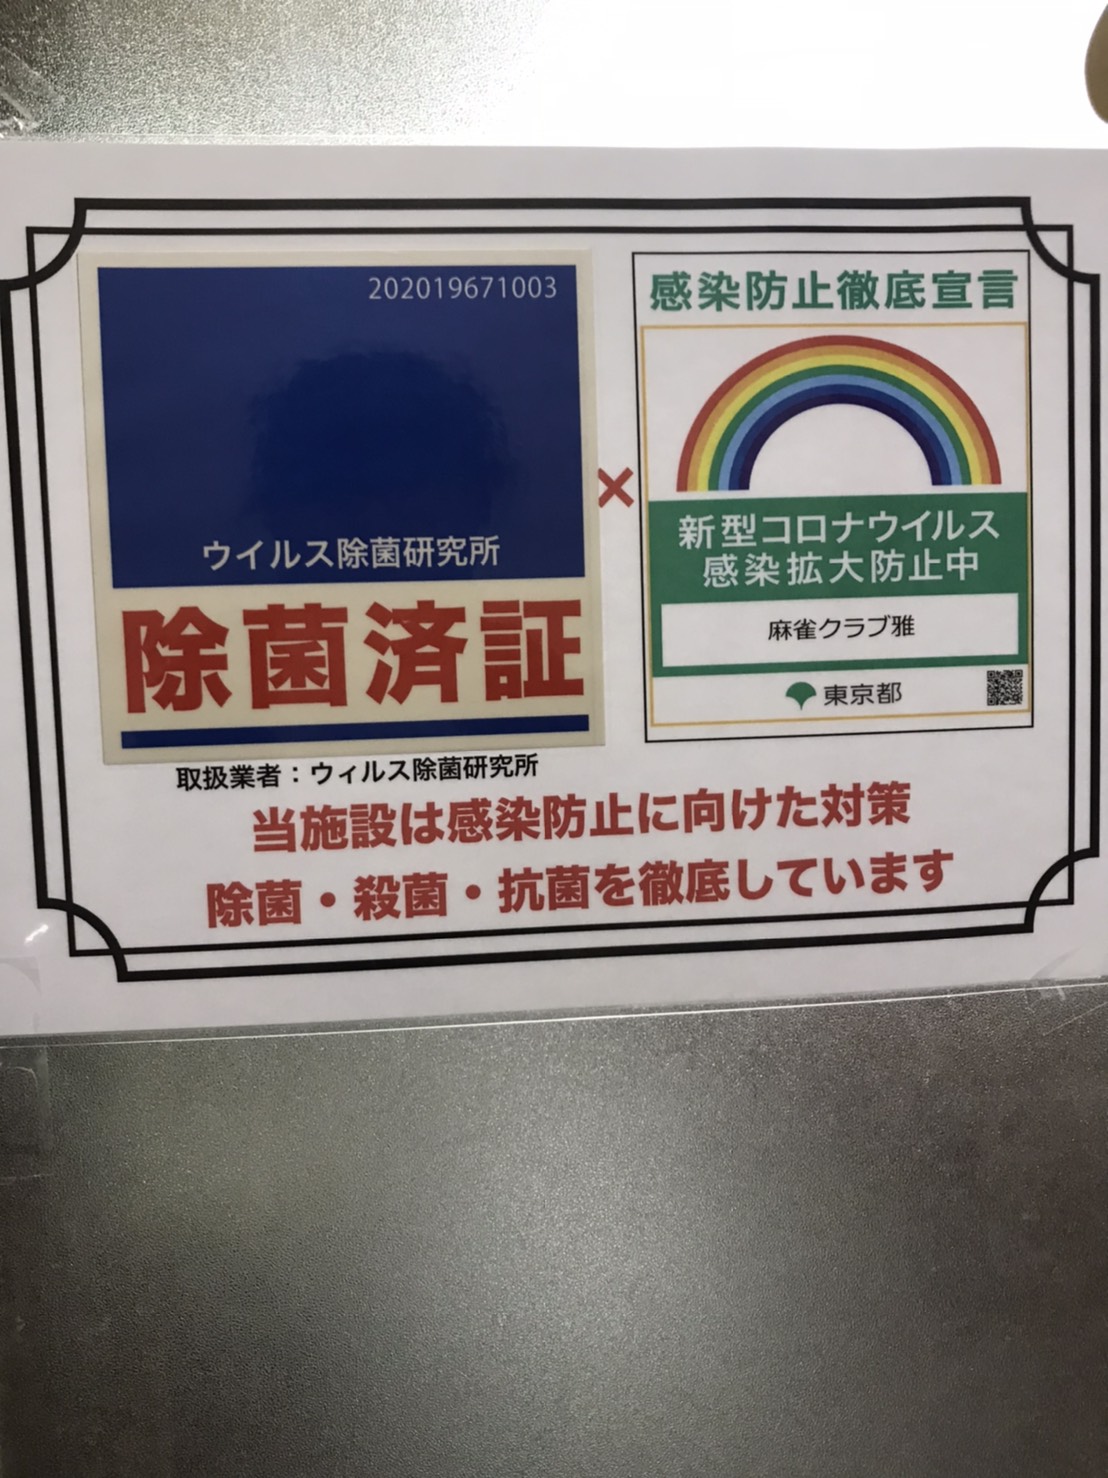 202019671003
ウイルス除菌研究所
除菌済証
取扱業者：ウィルス除菌研究所
×
感染防止徹底宣言
新型コロナウイルス
感染拡大防止中
麻雀クラブ雅
東京都
当施設は感染防止に向けた対策
除菌・殺菌・抗菌を徹底しています